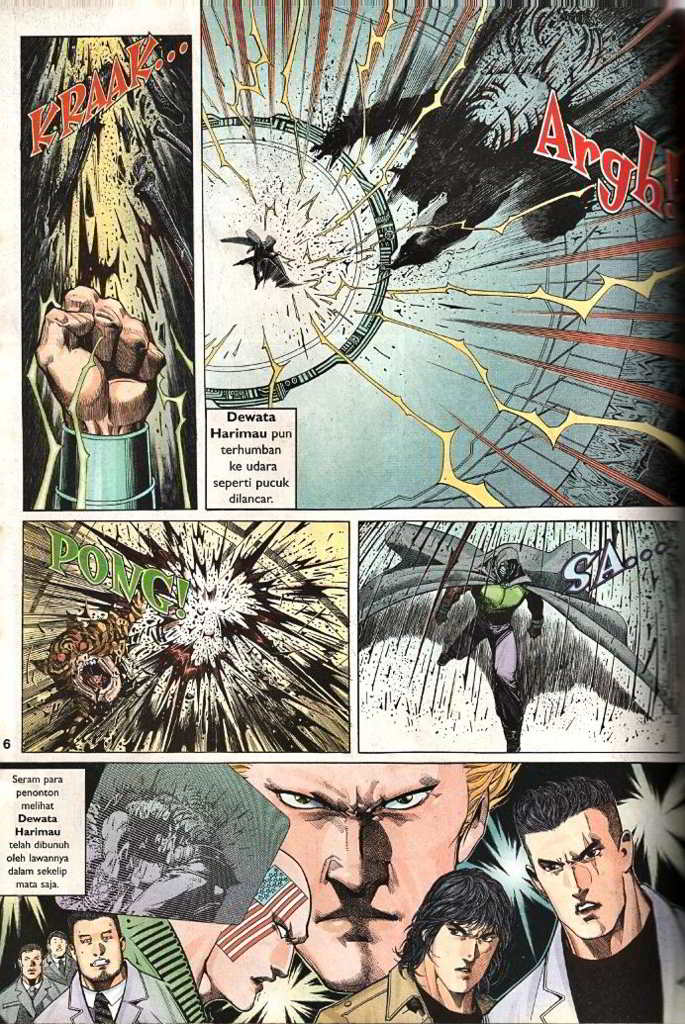 KRAAK...
Argh!
Dewata
Harimau pun
terhumban
ke udara
seperti pucuk
dilancar.
PONG!
SA...
6
Seram para
penonton
melihat
Dewata
Harimau
telah dibunuh
oleh lawannya
dalam sekelip
mata saja.